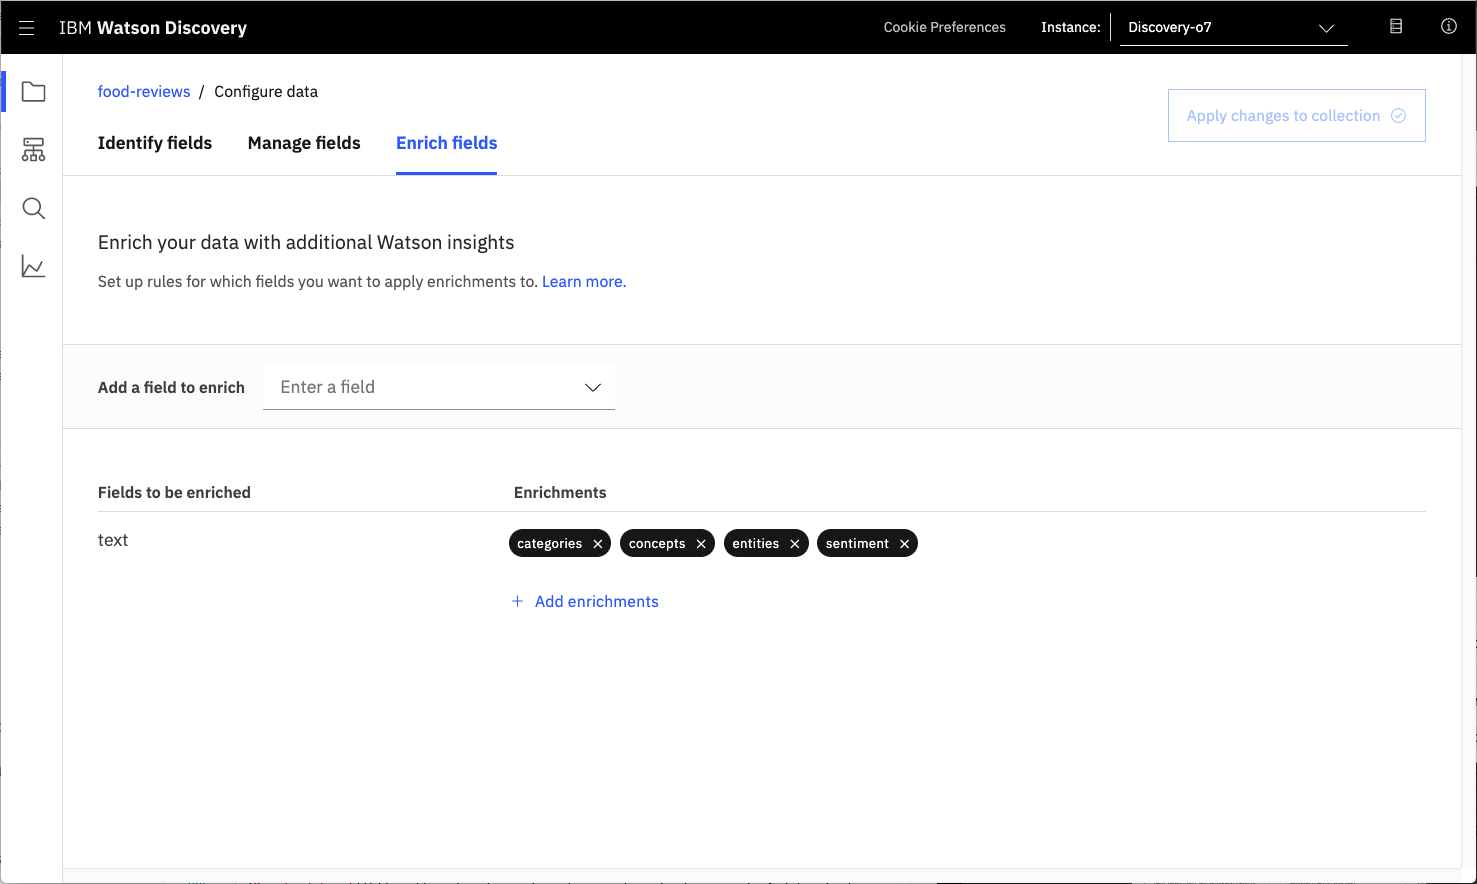 IBM Watson Discovery
Cookie Preferences
Instance:
Discovery-o7
food-reviews / Configure data
Apply changes to collection
Identify fields
Manage fields
Enrich fields
Enrich your data with additional Watson insights
Set up rules for which fields you want to apply enrichments to. Learn more.
Add a field to enrich
Enter a field
Fields to be enriched
Enrichments
text
categories
concepts
entities
sentiment
+ Add enrichments